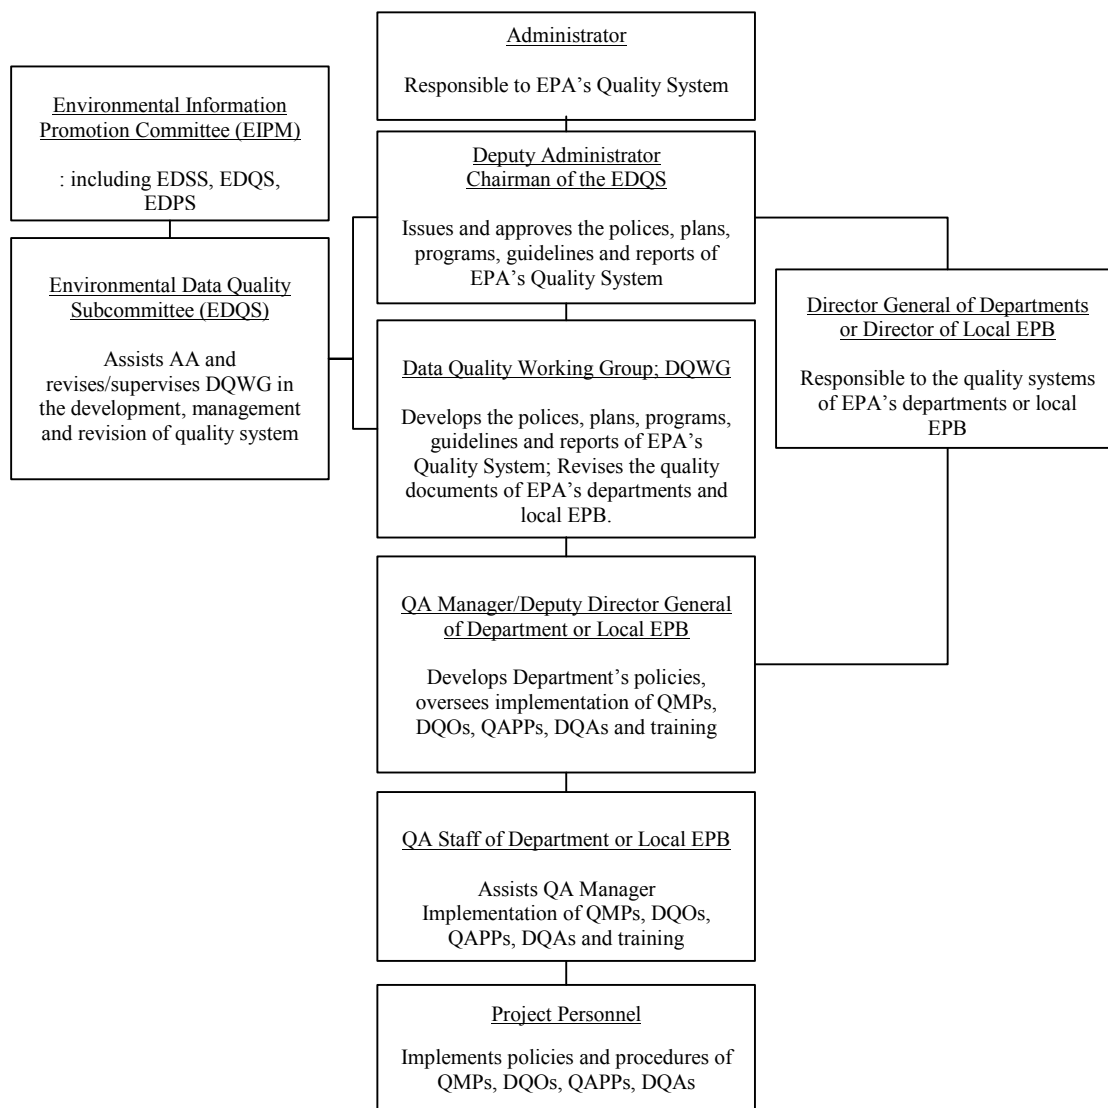 Administrator
Responsible to EPA's Quality System
Environmental Information
Promotion Committee (EIPM)
: including EDSS, EDQS,
EDPS
Deputy Administrator
Chairman of the EDQS
Issues and approves the polices, plans,
programs, guidelines and reports of
EPA's Quality System
Environmental Data Quality
Subcommittee (EDQS)
Assists AA and
revises/supervises DQWG in
the development, management
and revision of quality system
Director General of Departments
or Director of Local EPB
Responsible to the quality systems
of EPA's departments or local
EPB
Data Quality Working Group; DQWG
Develops the polices, plans, programs,
guidelines and reports of EPA's
Quality System; Revises the quality
documents of EPA's departments and
local EPB.
QA Manager/Deputy Director General
of Department or Local EPB
Develops Department's policies,
oversees implementation of QMPs,
DQOs, QAPPs, DQAs and training
QA Staff of Department or Local EPB
Assists QA Manager
Implementation of QMPs, DQOs,
QAPPs, DQAs and training
Project Personnel
Implements policies and procedures of
QMPs, DQOs, QAPPs, DQAs